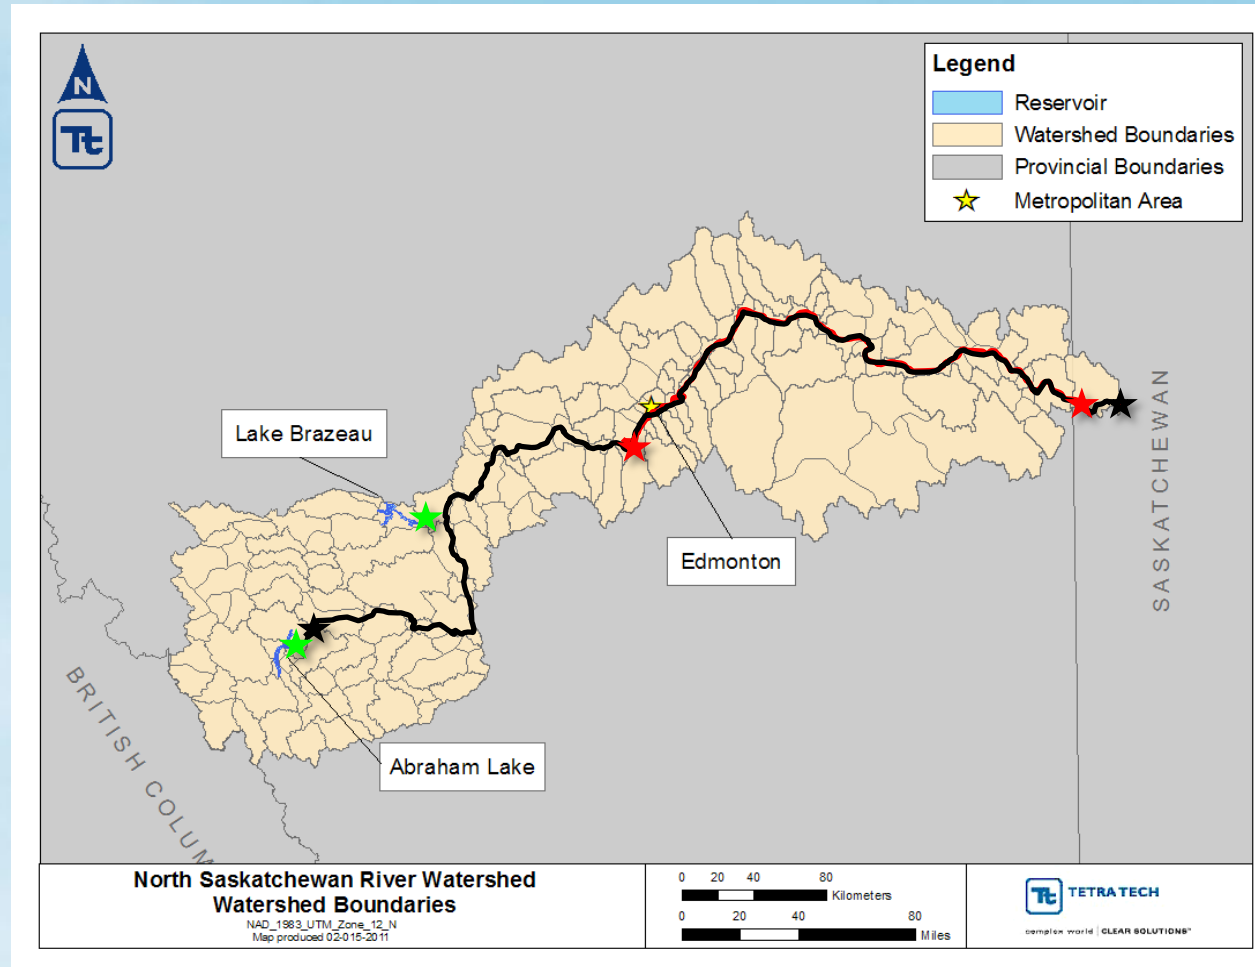 N
Tt
Legend
Reservoir
Watershed Boundaries
Provincial Boundaries
Metropolitan Area
Lake Brazeau
Edmonton
SASKATCHEWAN
Abraham Lake
BRITISH COLUM
North Saskatchewan River Watershed
Watershed Boundaries
NAD_1983_UTM_Zone_12_N
Map produced 02-015-2011
0 20 40 80
Kilometers
0 20 40 80
Miles
Tt TETRA TECH
complex world | CLEAR SOLUTIONS™